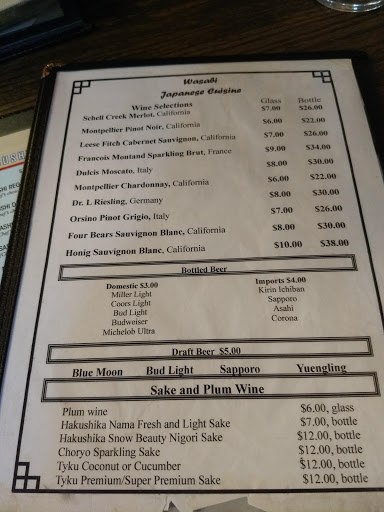 Wasabi
Japanese Cuisine
Wine Selections Glass Bottle
Schell Creek Merlot, California $7.00 $26.00
Montpellier Pinot Noir, California $6.00 $22.00
Leese Fitch Cabernet Sauvignon, California $7.00 $26.00
Francois Montand Sparkling Brut, France $9.00 $34.00
Dulcis Moscato, Italy $8.00 $30.00
Montpellier Chardonnay, California $6.00 $22.00
Dr. L Riesling, Germany $8.00 $30.00
Orsino Pinot Grigio, Italy $7.00 $26.00
Four Bears Sauvignon Blanc, California $8.00 $30.00
Honig Sauvignon Blanc, California $10.00 $38.00
Bottled Beer
Domestic $3.00 Imports $4.00
Miller Light Kirin Ichiban
Coors Light Sapporo
Bud Light Asahi
Budweiser Corona
Michelob Ultra
Draft Beer $5.00
Blue Moon Bud Light Sapporo Yuengling
Sake and Plum Wine
Plum wine $6.00, glass
Hakushika Nama Fresh and Light Sake $7.00, bottle
Hakushika Snow Beauty Nigori Sake $12.00, bottle
Choryo Sparkling Sake $12.00, bottle
Tyku Coconut or Cucumber $12.00, bottle
Tyku Premium/Super Premium Sake $12.00, bottle